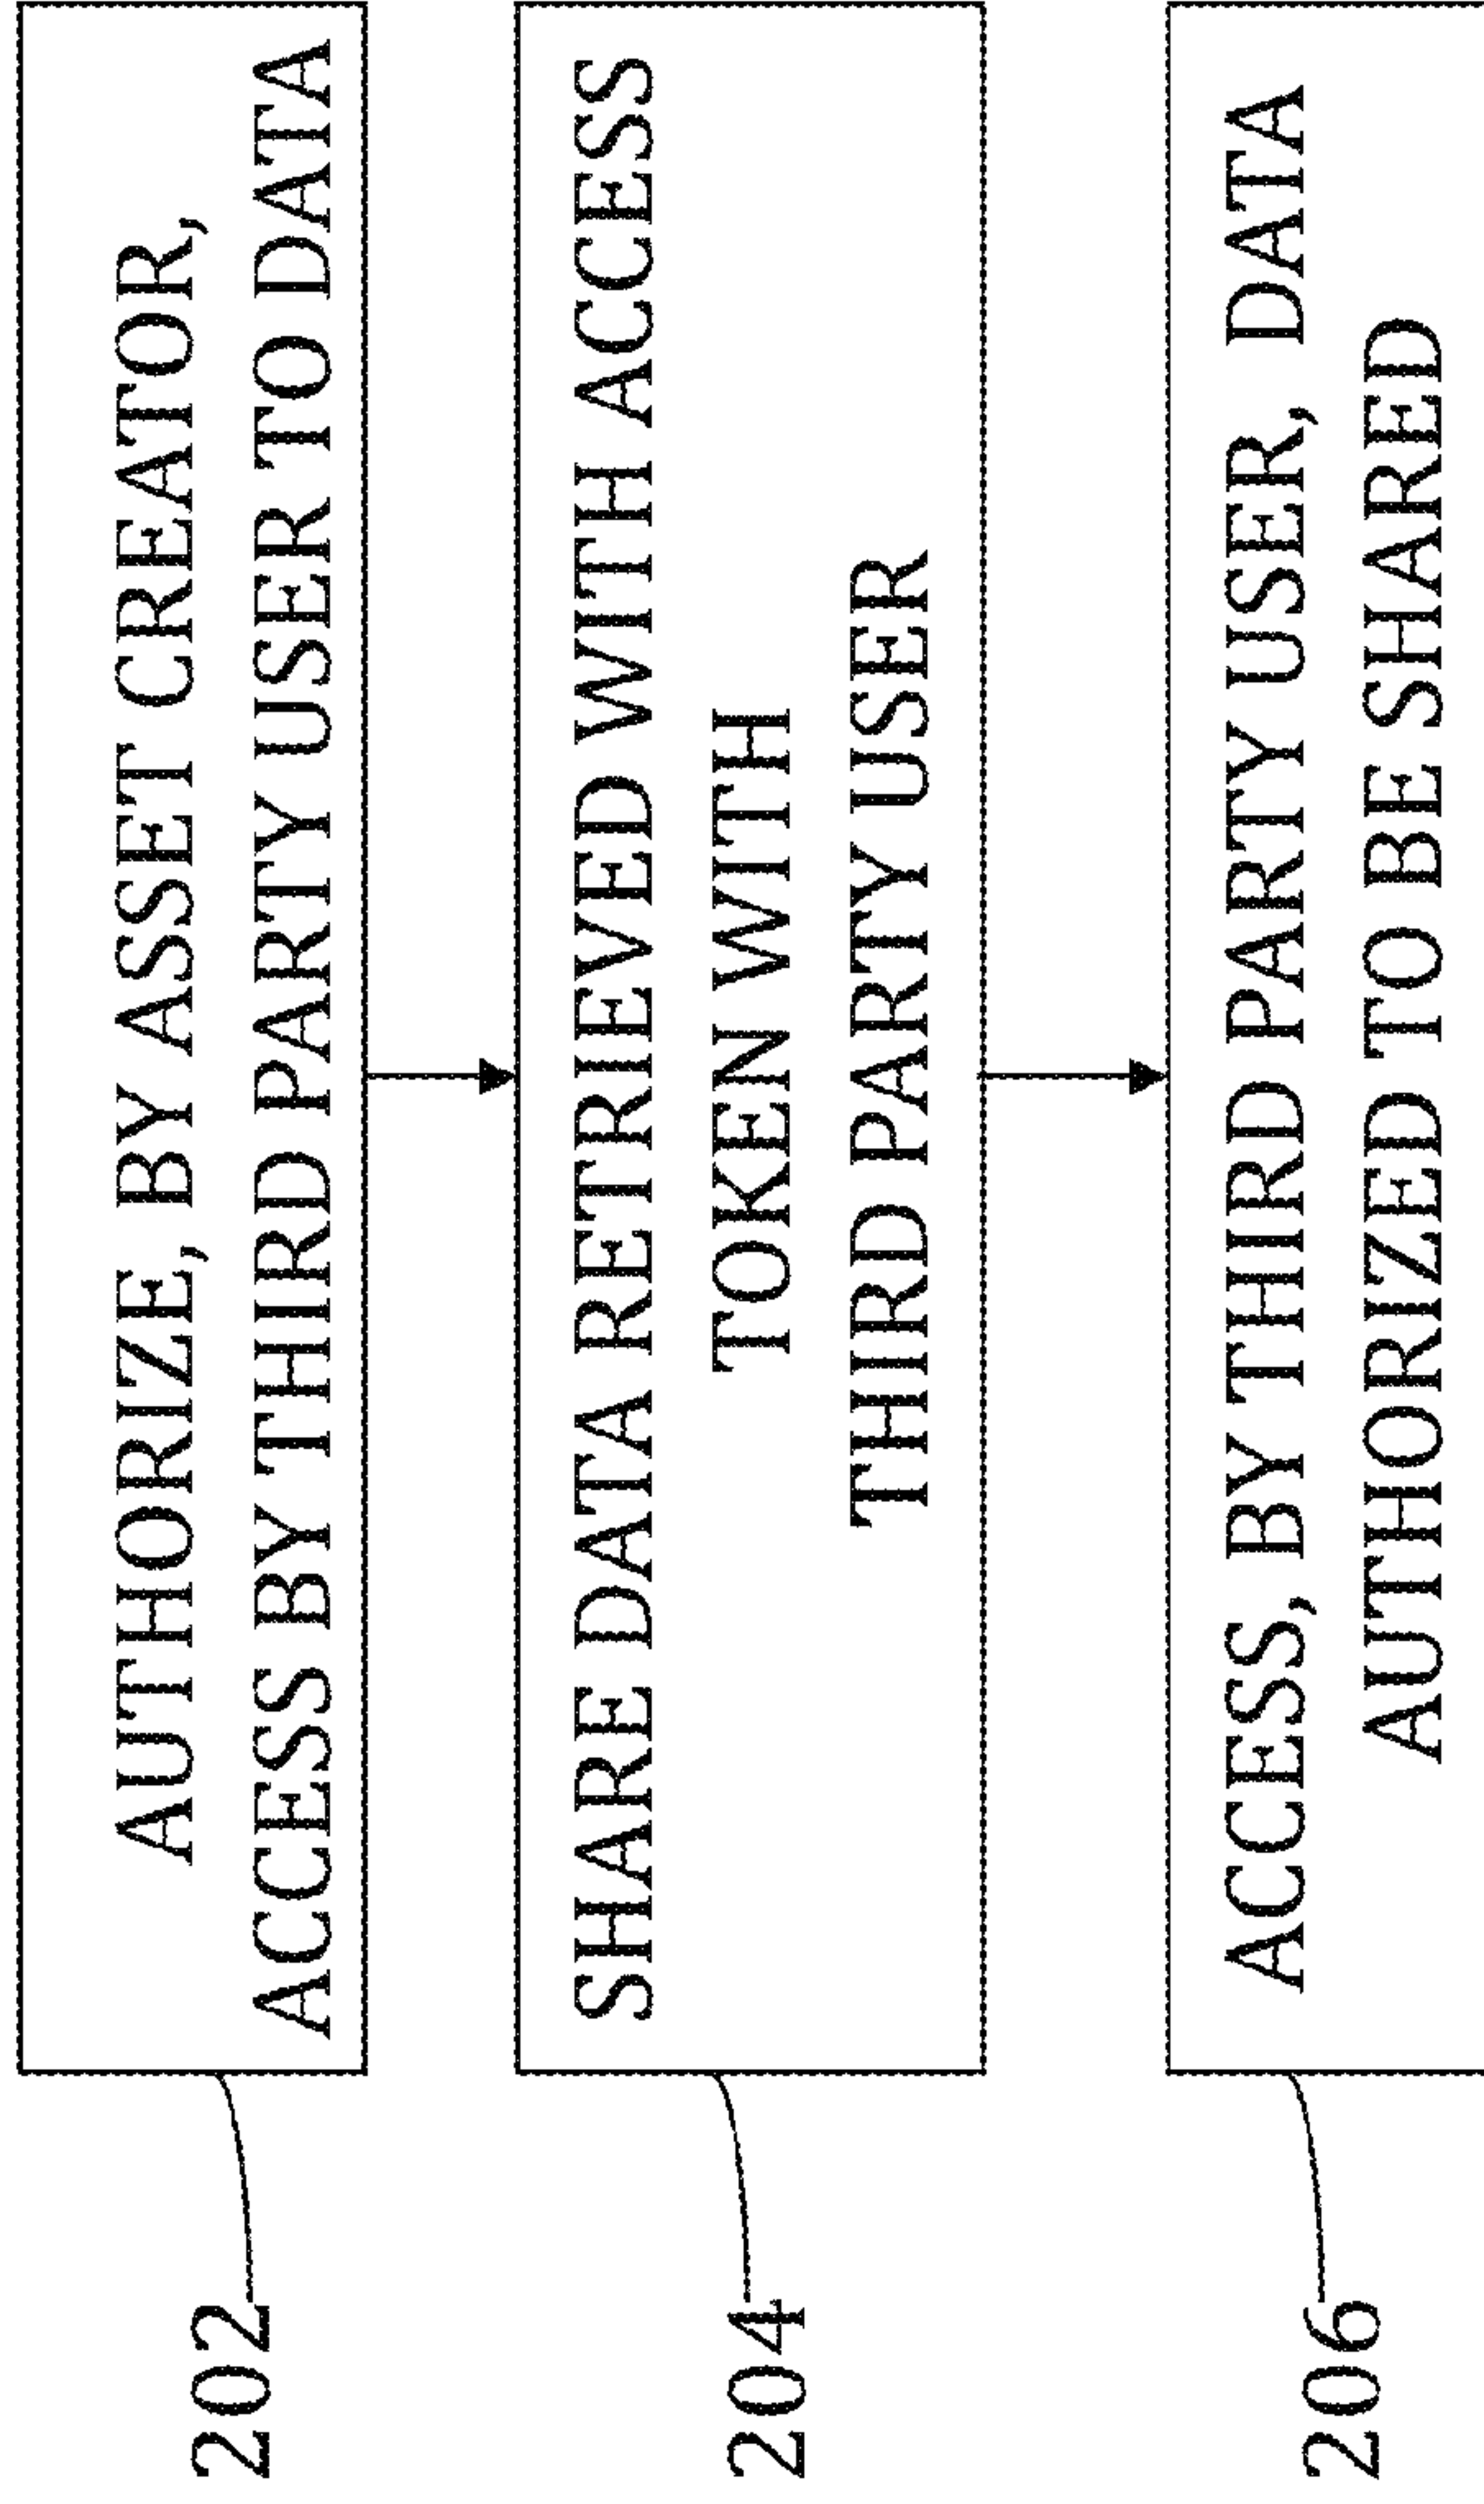 202
AUTHORIZE, BY ASSET CREATOR,
ACCESS BY THIRD PARTY USER TO DATA
204
SHARE DATA RETRIEVED WITH ACCESS
TOKEN WITH
THIRD PARTY USER
206
ACCESS, BY THIRD PARTY USER, DATA
AUTHORIZED TO BE SHARED